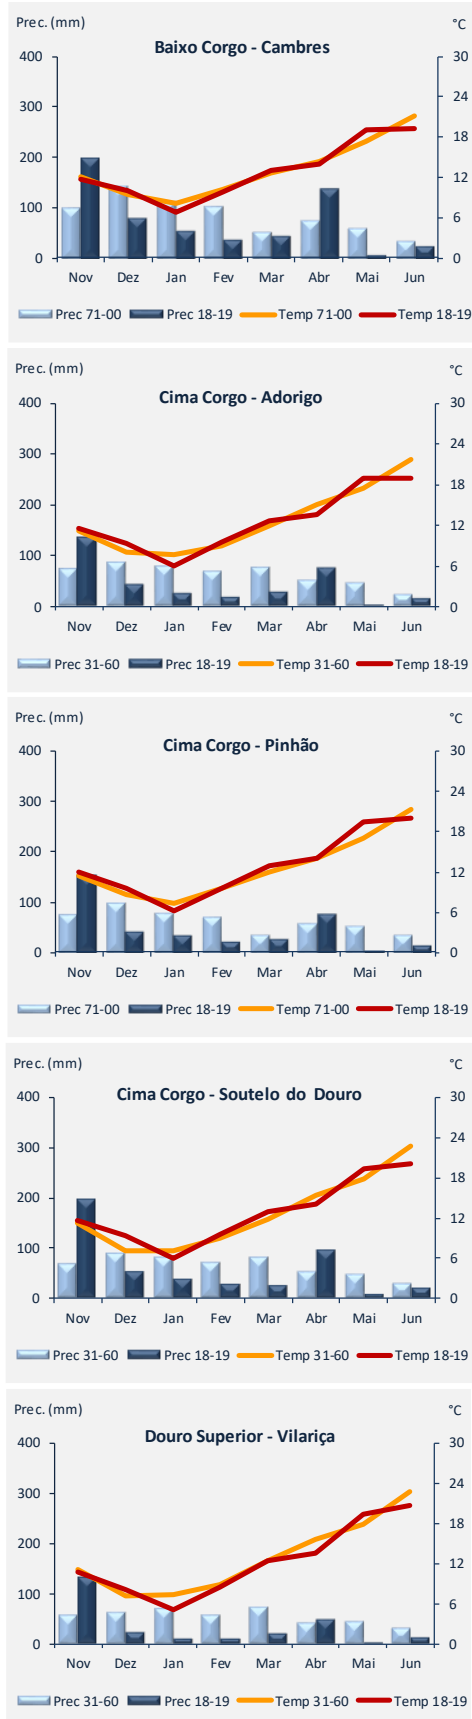 Prec. (mm) °C
Baixo Corgo - Cambres
400 30
300 24
18
200 12
100 6
0 0
Nov Dez Jan Fev Mar Abr Mai Jun
Prec 71-00 Prec 18-19 Temp 71-00 Temp 18-19
Prec. (mm) °C
Cima Corgo - Adorigo
400 30
300 24
18
200 12
100 6
0 0
Nov Dez Jan Fev Mar Abr Mai Jun
Prec 31-60 Prec 18-19 Temp 31-60 Temp 18-19
Prec. (mm) °C
Cima Corgo - Pinhão
400 30
300 24
18
200 12
100 6
0 0
Nov Dez Jan Fev Mar Abr Mai Jun
Prec 71-00 Prec 18-19 Temp 71-00 Temp 18-19
Prec. (mm) °C
Cima Corgo - Soutelo do Douro
400 30
300 24
18
200 12
100 6
0 0
Nov Dez Jan Fev Mar Abr Mai Jun
Prec 31-60 Prec 18-19 Temp 31-60 Temp 18-19
Prec. (mm) °C
Douro Superior - Vilariça
400 30
300 24
18
200 12
100 6
0 0
Nov Dez Jan Fev Mar Abr Mai Jun
Prec 31-60 Prec 18-19 Temp 31-60 Temp 18-19